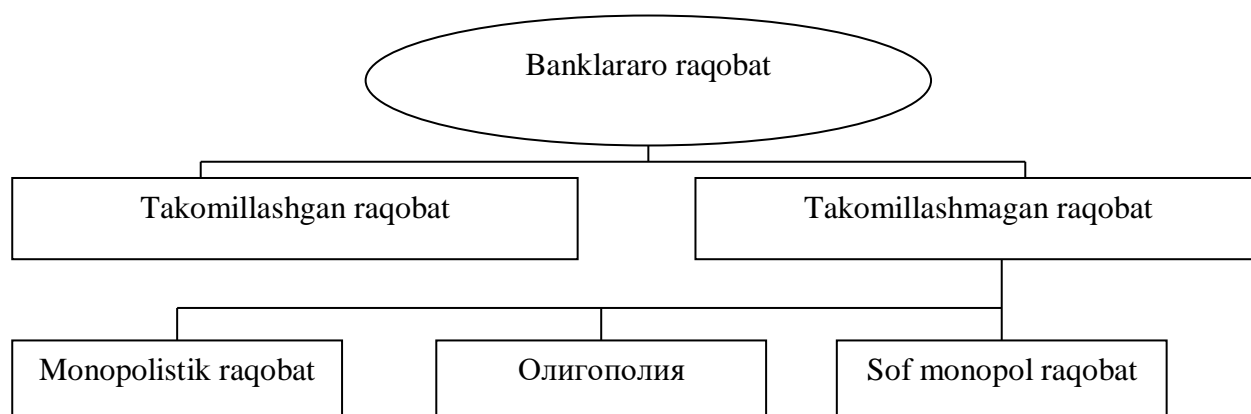 Banklararo raqobat
Takomillashgan raqobat
Takomillashmagan raqobat
Monopolistik raqobat
Олигополия
Sof monopol raqobat